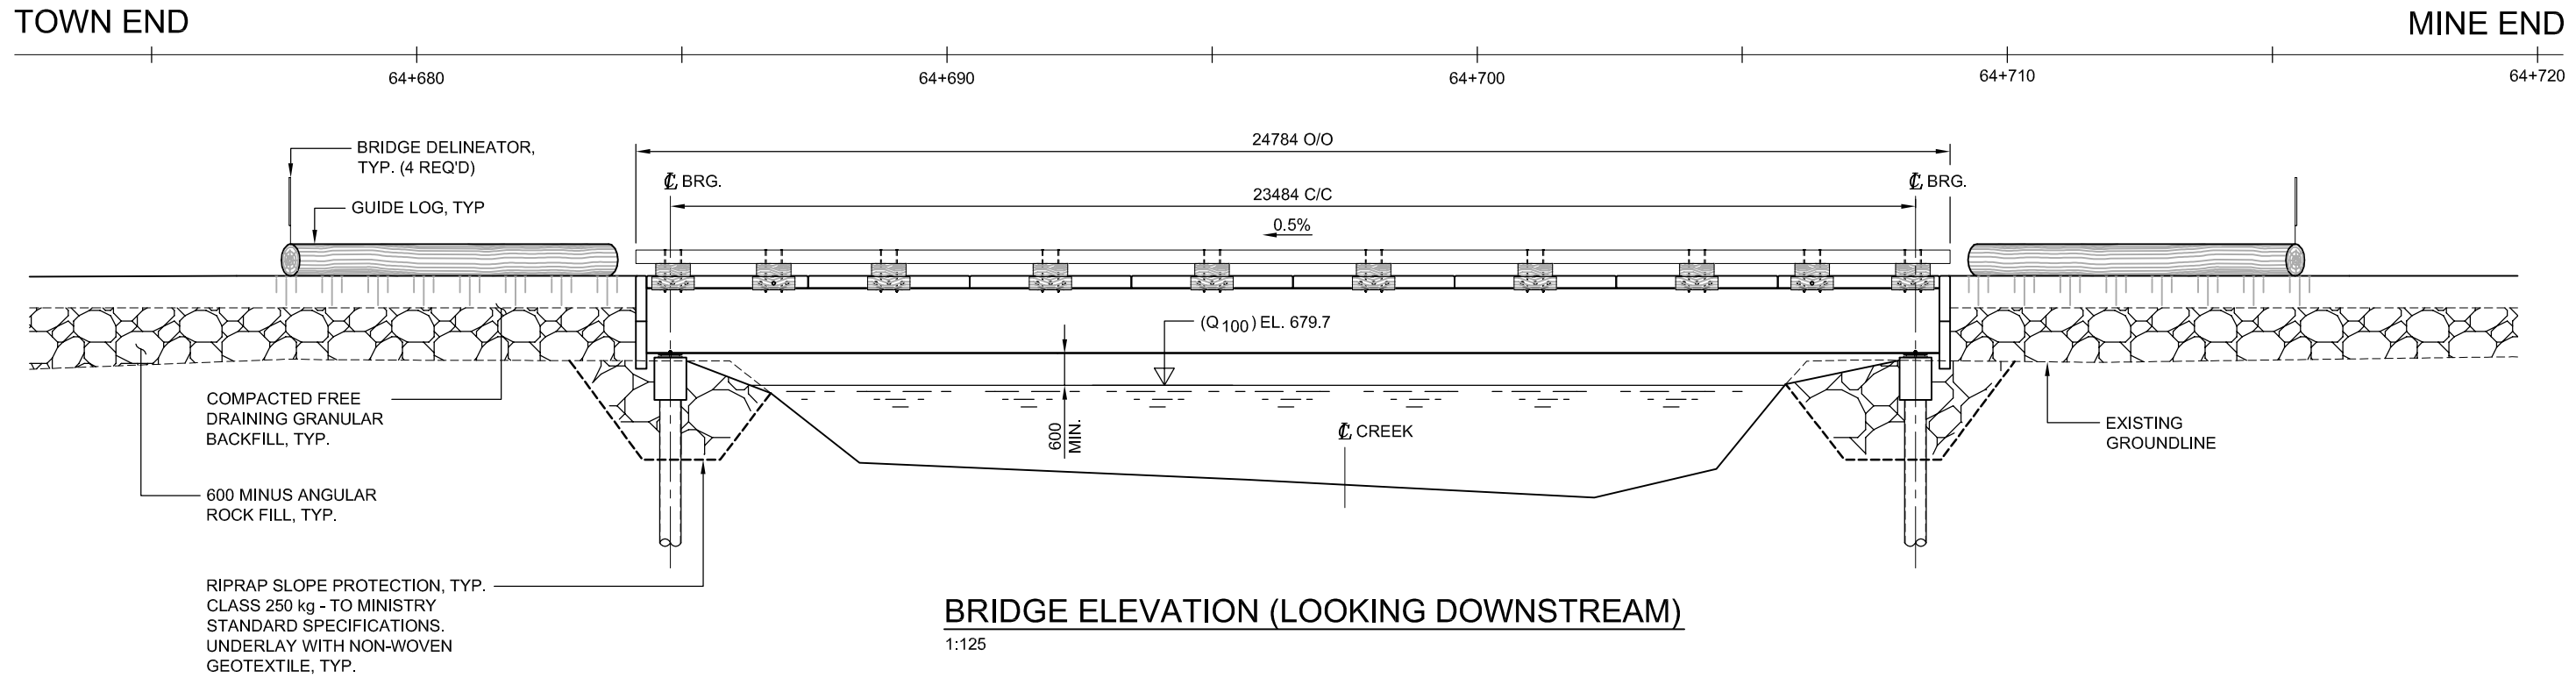 TOWN END
MINE END
64+680
64+690
64+700
64+710
64+720
24784 O/O
BRIDGE DELINEATOR,
TYP. (4 REQ'D)
℄ BRG.
℄ BRG.
23484 C/C
GUIDE LOG, TYP
0.5%
(Q100) EL. 679.7
COMPACTED FREE
DRAINING GRANULAR
BACKFILL, TYP.
600
MIN.
℄ CREEK
EXISTING
GROUNDLINE
600 MINUS ANGULAR
ROCK FILL, TYP.
RIPRAP SLOPE PROTECTION, TYP.
CLASS 250 kg - TO MINISTRY
STANDARD SPECIFICATIONS.
UNDERLAY WITH NON-WOVEN
GEOTEXTILE, TYP.
BRIDGE ELEVATION (LOOKING DOWNSTREAM)
1:125